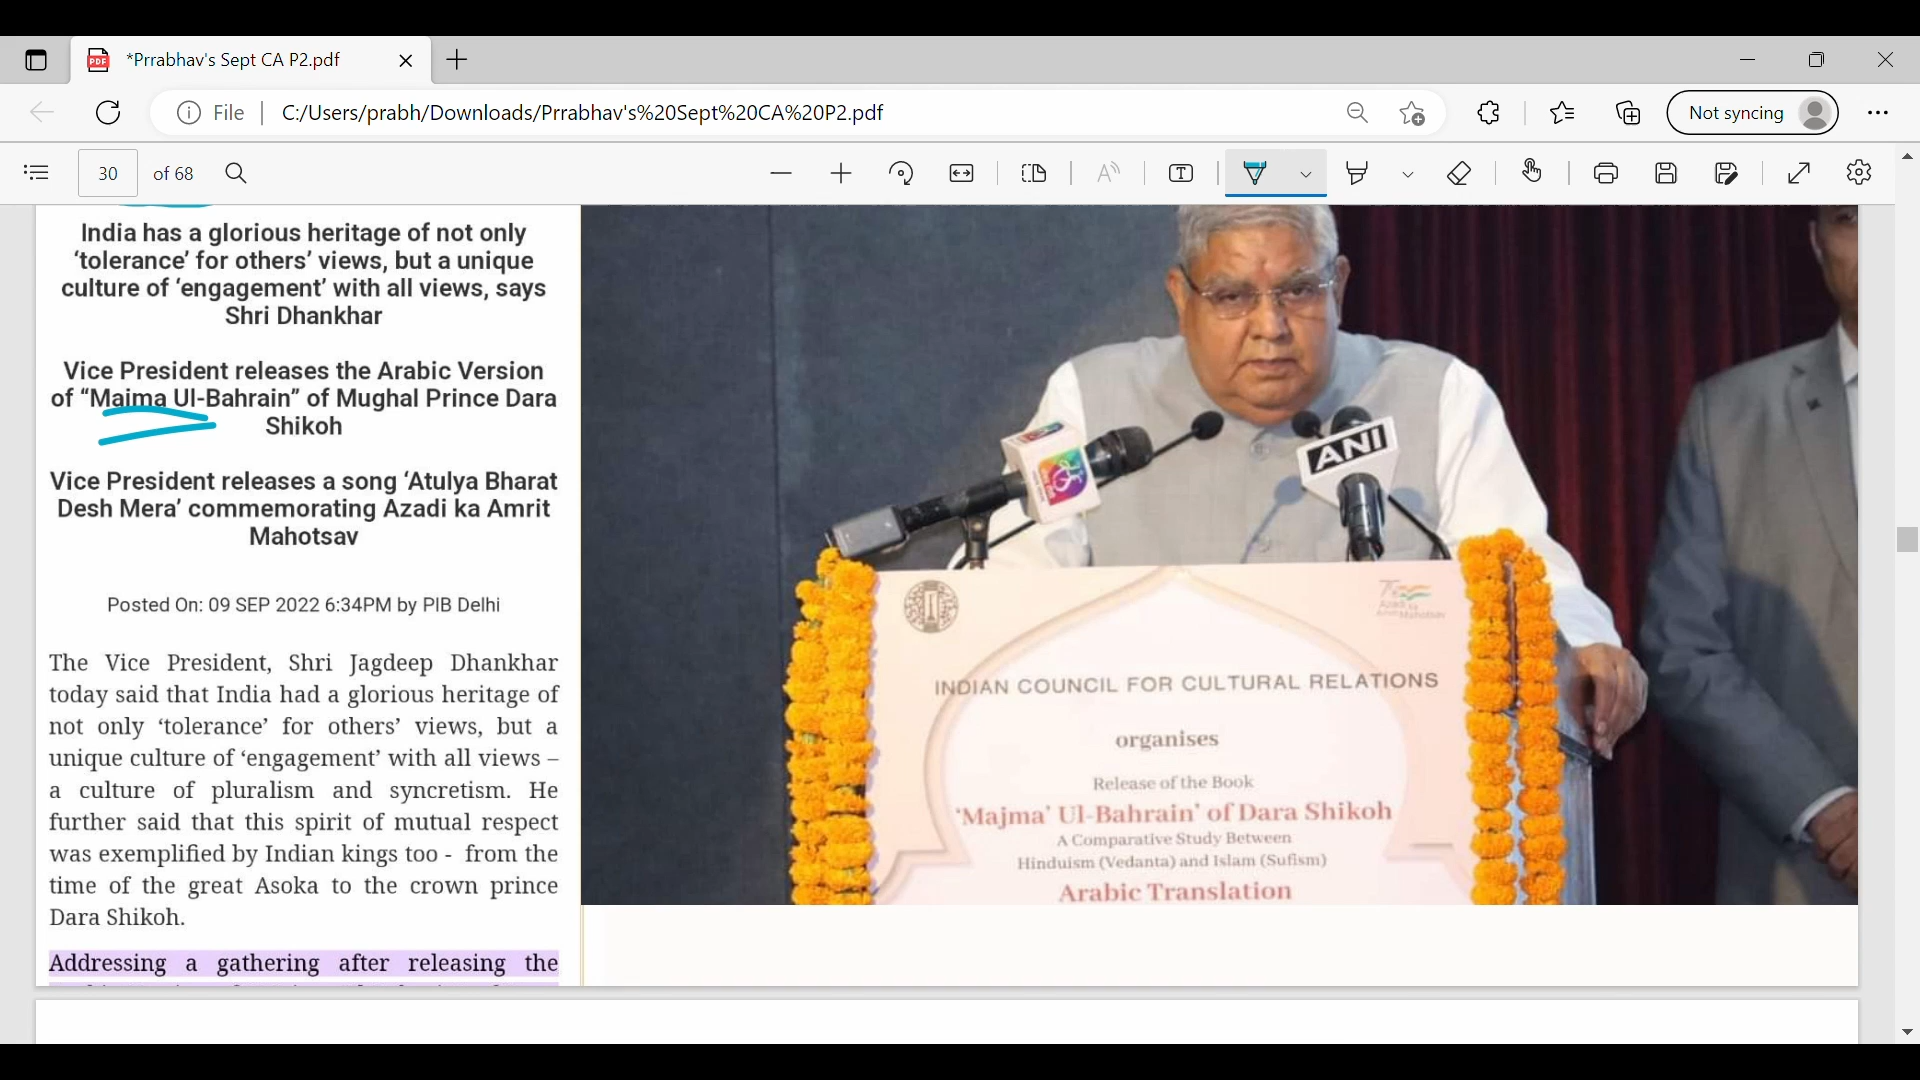 *Prrabhav's Sept CA P2.pdf
File
C:/Users/prabh/Downloads/Prrabhav's%20Sept%20CA%20P2.pdf
Not syncing
30 of 68
India has a glorious heritage of not only
‘tolerance’ for others’ views, but a unique
culture of ‘engagement’ with all views, says
Shri Dhankhar
Vice President releases the Arabic Version
of “Majma Ul-Bahrain” of Mughal Prince Dara
Shikoh
Vice President releases a song ‘Atulya Bharat
Desh Mera’ commemorating Azadi ka Amrit
Mahotsav
Posted On: 09 SEP 2022 6:34PM by PIB Delhi
The Vice President, Shri Jagdeep Dhankhar
today said that India had a glorious heritage of
not only ‘tolerance’ for others’ views, but a
unique culture of ‘engagement’ with all views –
a culture of pluralism and syncretism. He
further said that this spirit of mutual respect
was exemplified by Indian kings too - from the
time of the great Asoka to the crown prince
Dara Shikoh.
Addressing a gathering after releasing the
ANI
Azadi Ka
Amrit Mahotsav
INDIAN COUNCIL FOR CULTURAL RELATIONS
organises
Release of the Book
‘Majma’ Ul-Bahrain’ of Dara Shikoh
A Comparative Study Between
Hinduism (Vedanta) and Islam (Sufism)
Arabic Translation